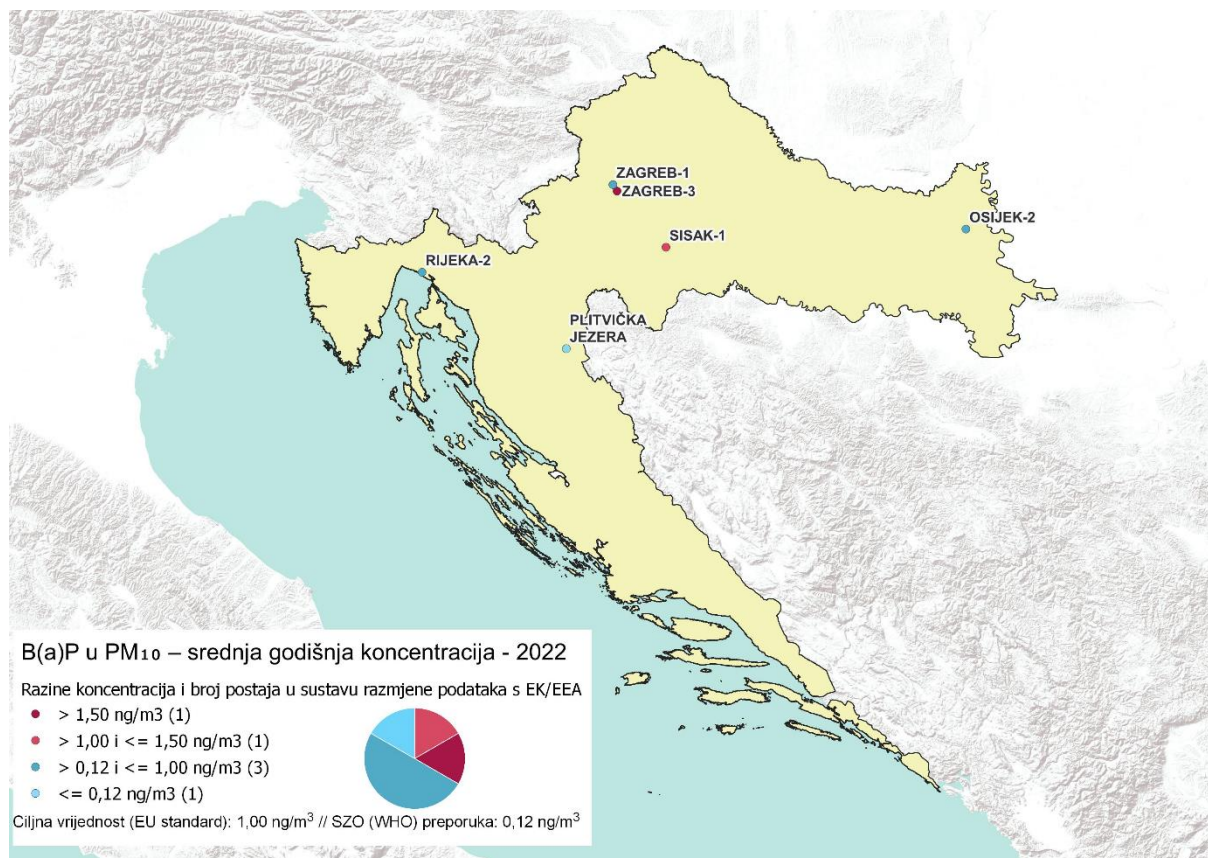 ZAGREB-1
ZAGREB-3
OSIJEK-2
SISAK-1
RIJEKA-2
PLITVIČKA
JEZERA
B(a)P u PM₁₀ – srednja godišnja koncentracija - 2022
Razine koncentracija i broj postaja u sustavu razmjene podataka s EK/EEA
> 1,50 ng/m3 (1)
> 1,00 i <= 1,50 ng/m3 (1)
> 0,12 i <= 1,00 ng/m3 (3)
<= 0,12 ng/m3 (1)
Ciljna vrijednost (EU standard): 1,00 ng/m³ // SZO (WHO) preporuka: 0,12 ng/m³